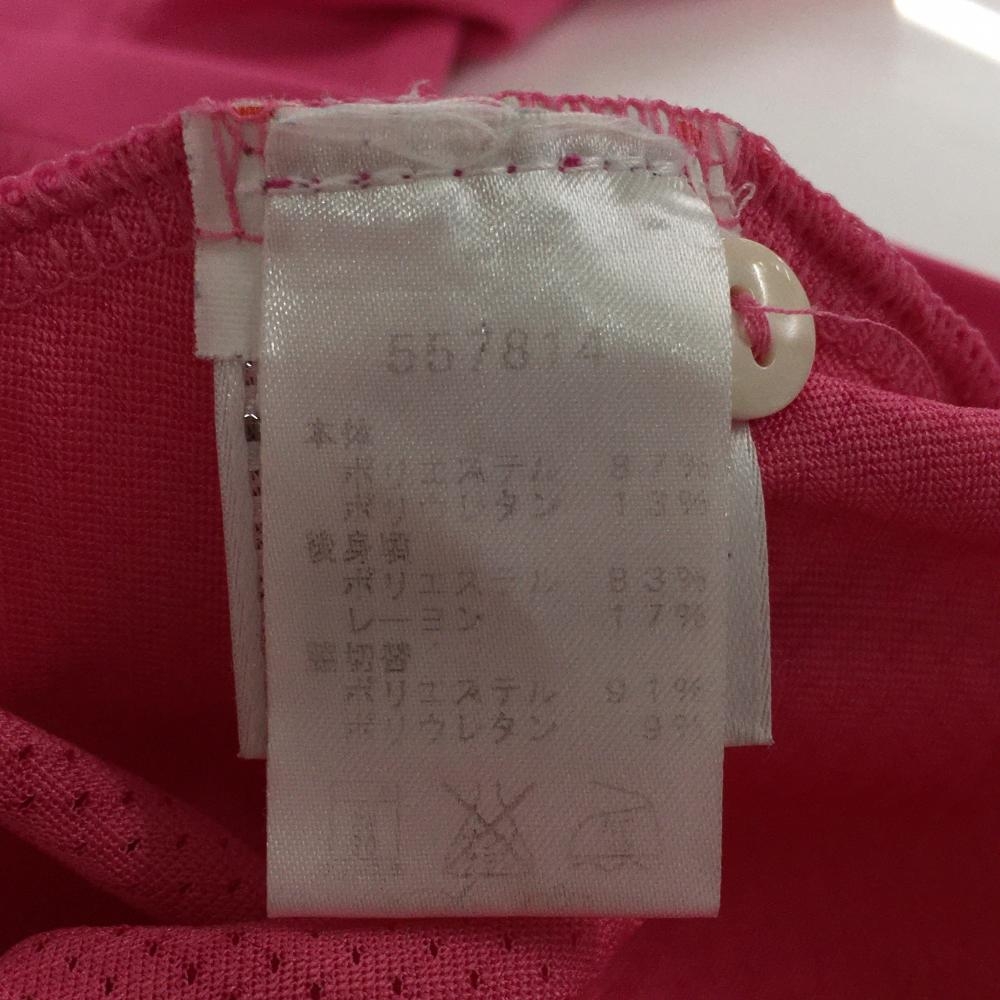 557814
本体
ポリエステル 87%
ポリウレタン 13%
後身頃
ポリエステル 83%
レーヨン 17%
脇切替
ポリエステル 91%
ポリウレタン 9%